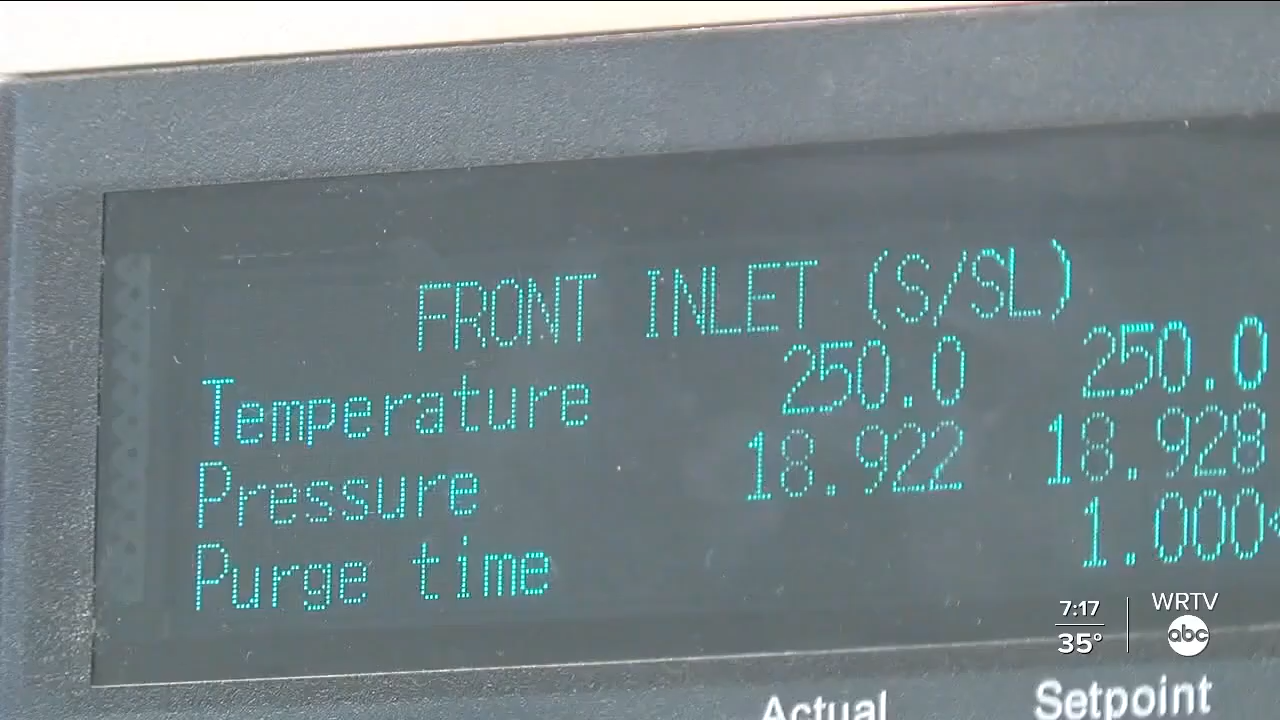 FRONT INLET (S/SL)
Temperature 250.0 250.0
Pressure 18.922 18.928
Purge time 1.000<
Actual Setpoint
7:17
35°
WRTV
abc